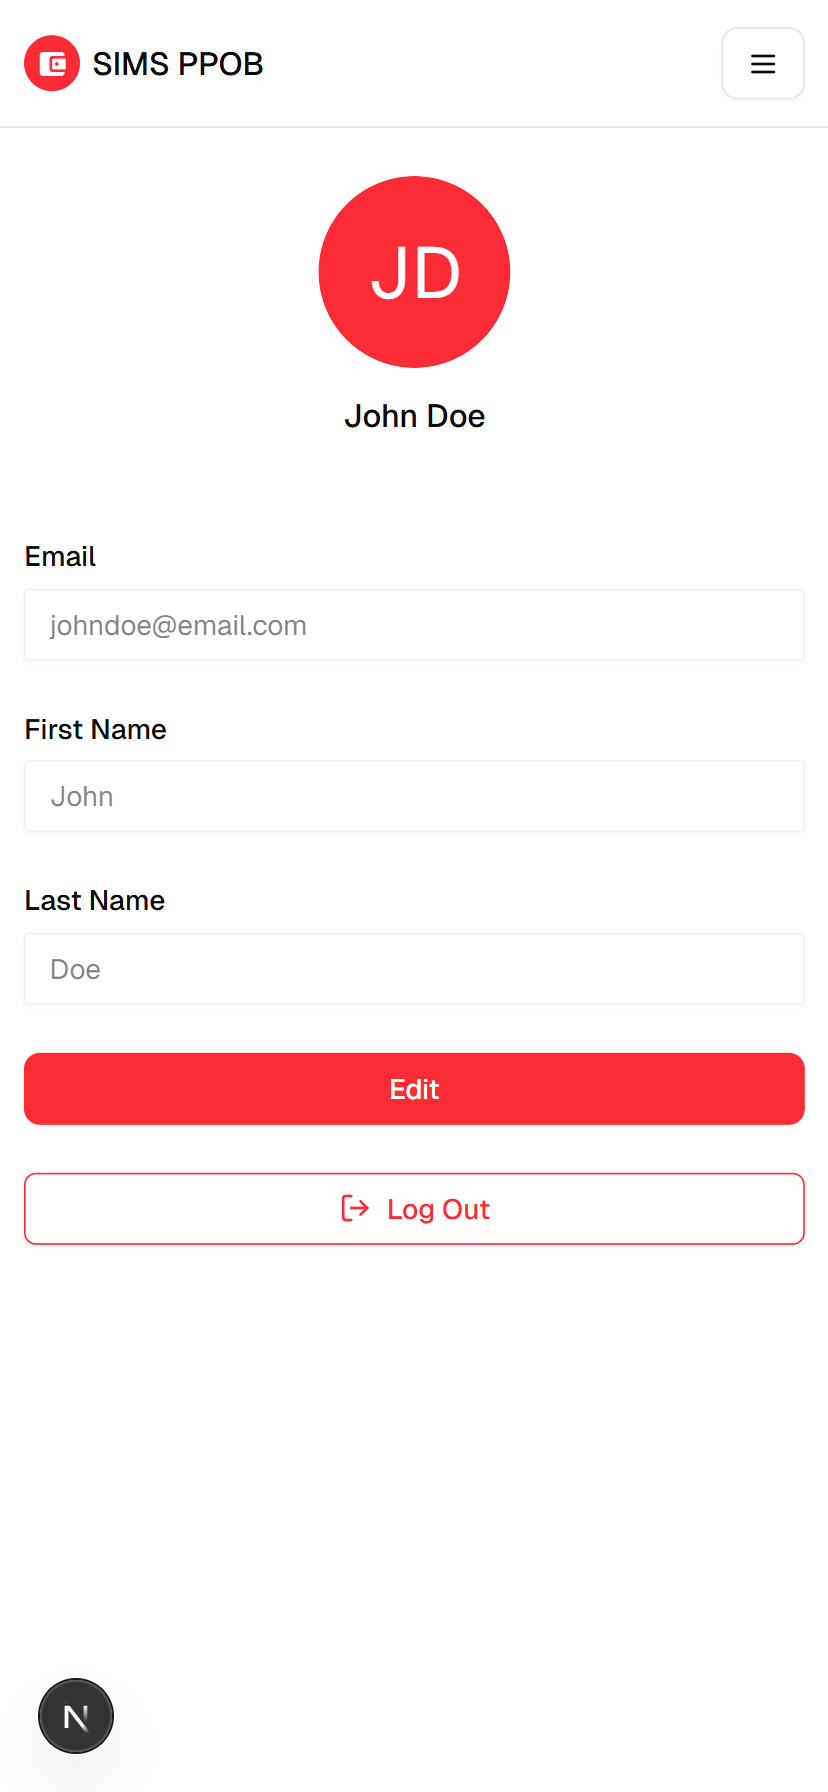 SIMS PPOB
JD
John Doe
Email
johndoe@email.com
First Name
John
Last Name
Doe
Edit
Log Out
N